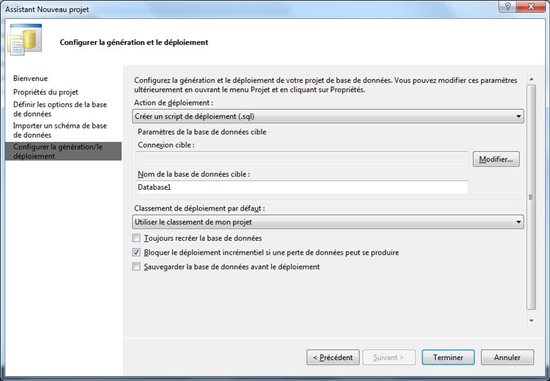 Assistant Nouveau projet
Configurer la génération et le déploiement
Bienvenue
Propriétés du projet
Définir les options de la base
de données
Importer un schéma de base
de données
Configurer la génération/le
déploiement
Configurez la génération et le déploiement de votre projet de base de données. Vous pouvez modifier ces paramètres
ultérieurement en ouvrant le menu Projet et en cliquant sur Propriétés.
Action de déploiement :
Créer un script de déploiement (.sql)
Paramètres de la base de données cible
Connexion cible :
Modifier...
Nom de la base de données cible :
Database1
Classement de déploiement par défaut :
Utiliser le classement de mon projet
Toujours recréer la base de données
Bloquer le déploiement incrémentiel si une perte de données peut se produire
Sauvegarder la base de données avant le déploiement
< Précédent
Suivant >
Terminer
Annuler